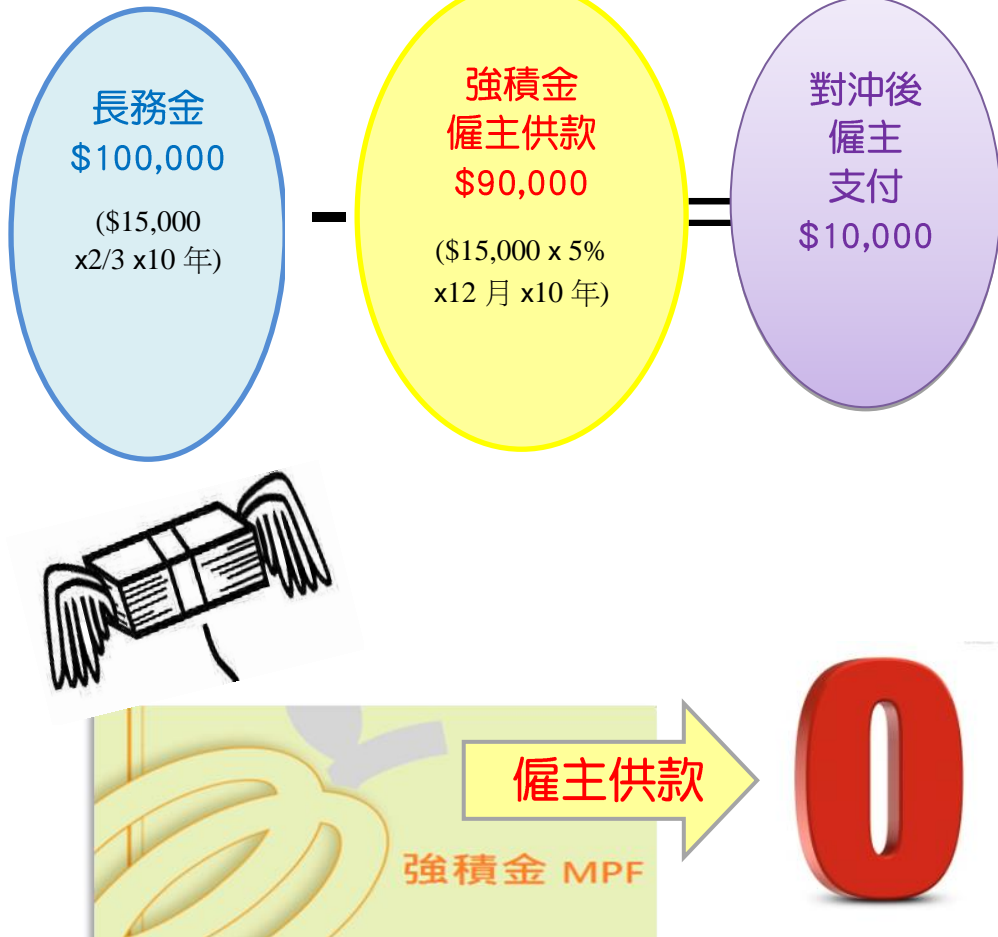 長務金
$100,000
($15,000
x2/3 x10 年)
-
強積金
僱主供款
$90,000
($15,000 x 5%
x12 月 x10 年)
=
對沖後
僱主
支付
$10,000
僱主供款
強積金 MPF
0